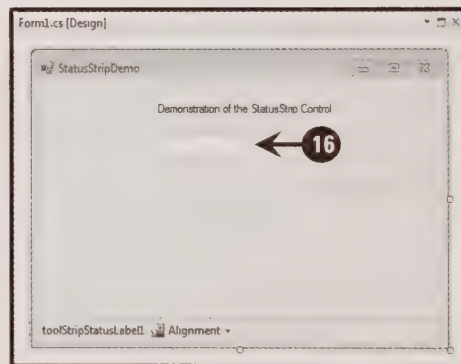 Form1.cs [Design]
StatusStripDemo
Demonstration of the StatusStrip Control
16
toolStripStatusLabel1 Alignment